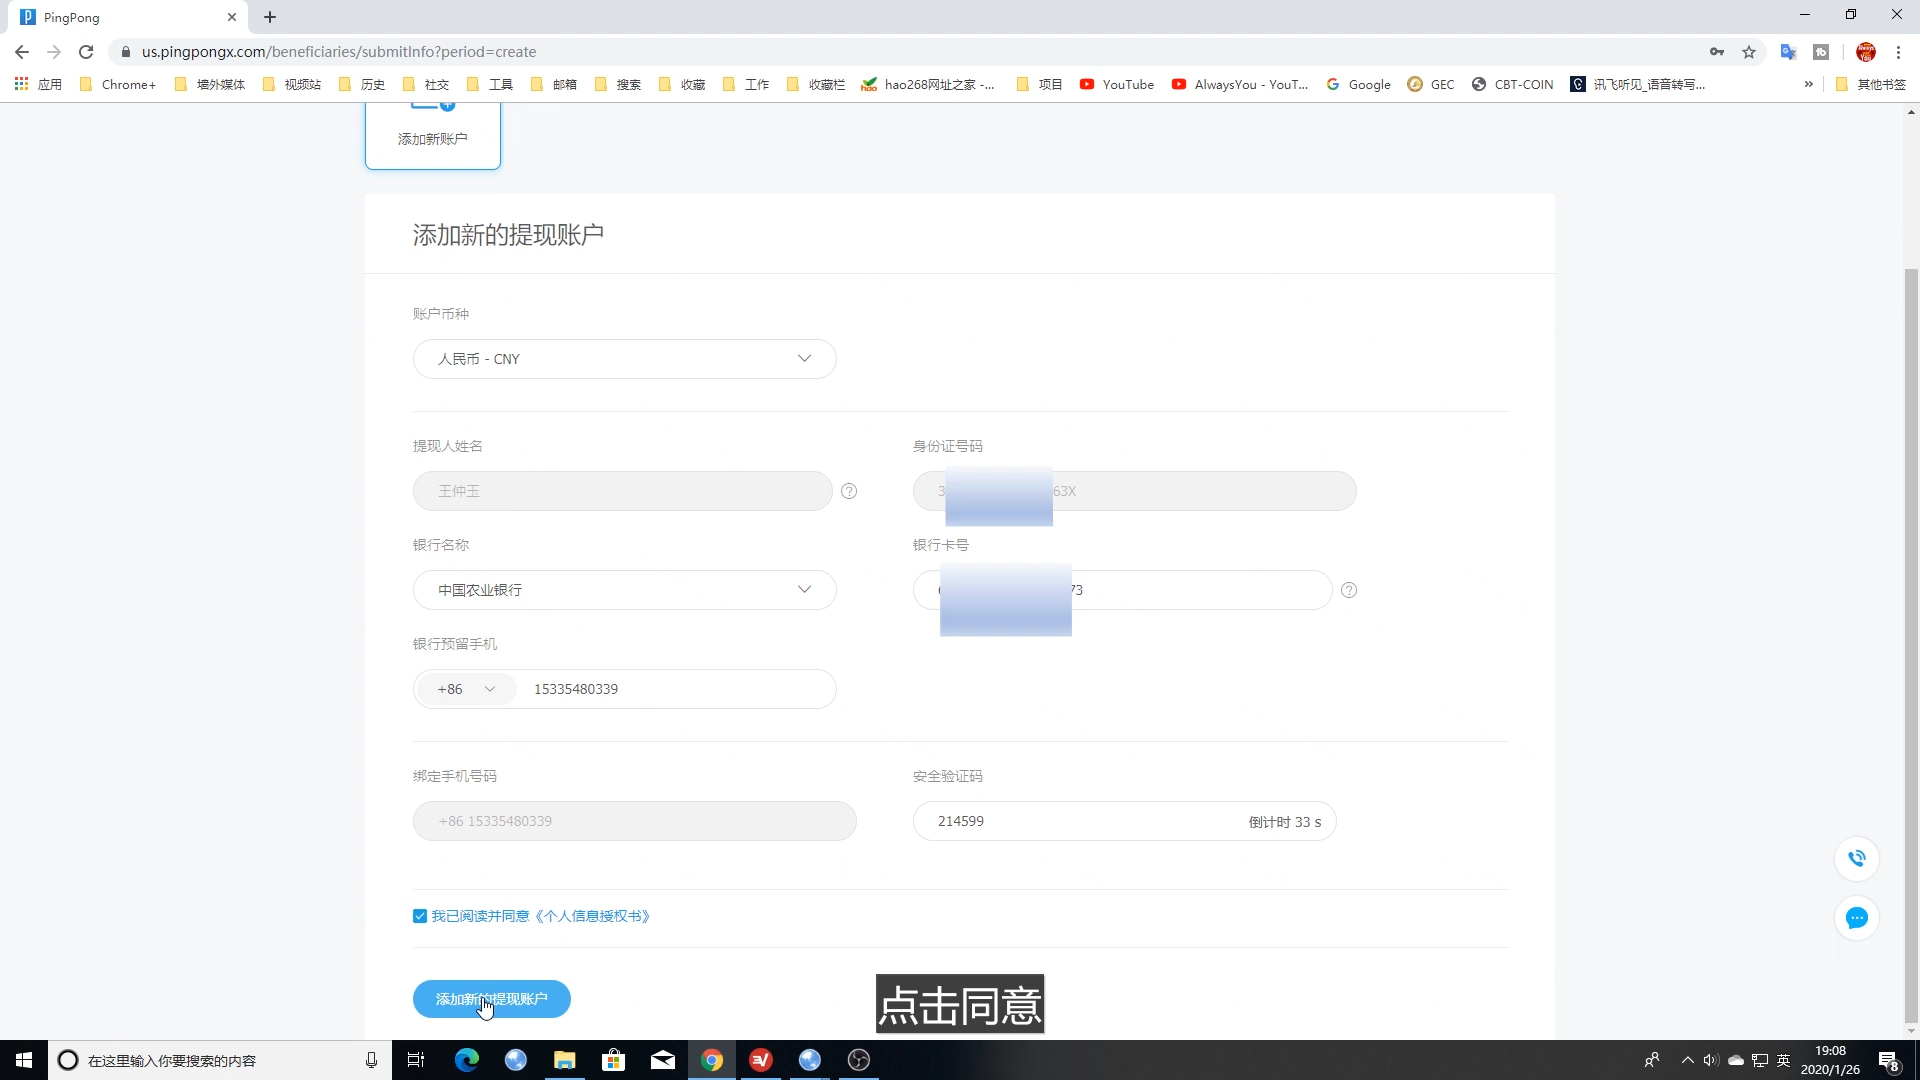 PingPong
us.pingpongx.com/beneficiaries/submitInfo?period=create
应用 Chrome+ 墙外媒体 视频站 历史 社交 工具 邮箱 搜索 收藏 工作 收藏栏 hao268网址之家 -... 项目 YouTube AlwaysYou - YouT... Google GEC CBT-COIN 讯飞听见_语音转写... » 其他书签
添加新账户
添加新的提现账户
账户币种
人民币 - CNY
提现人姓名 身份证号码
王仲玉 3 63X
银行名称 银行卡号
中国农业银行 73
银行预留手机
+86 15335480339
绑定手机号码 安全验证码
+86 15335480339 214599 倒计时 33 s
我已阅读并同意《个人信息授权书》
添加新的提现账户
点击同意
在这里输入你要搜索的内容 英 19:08 8
2020/1/26